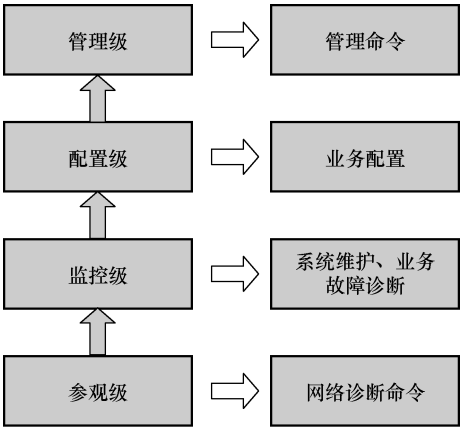 管理级
管理命令
配置级
业务配置
监控级
系统维护、业务
故障诊断
参观级
网络诊断命令